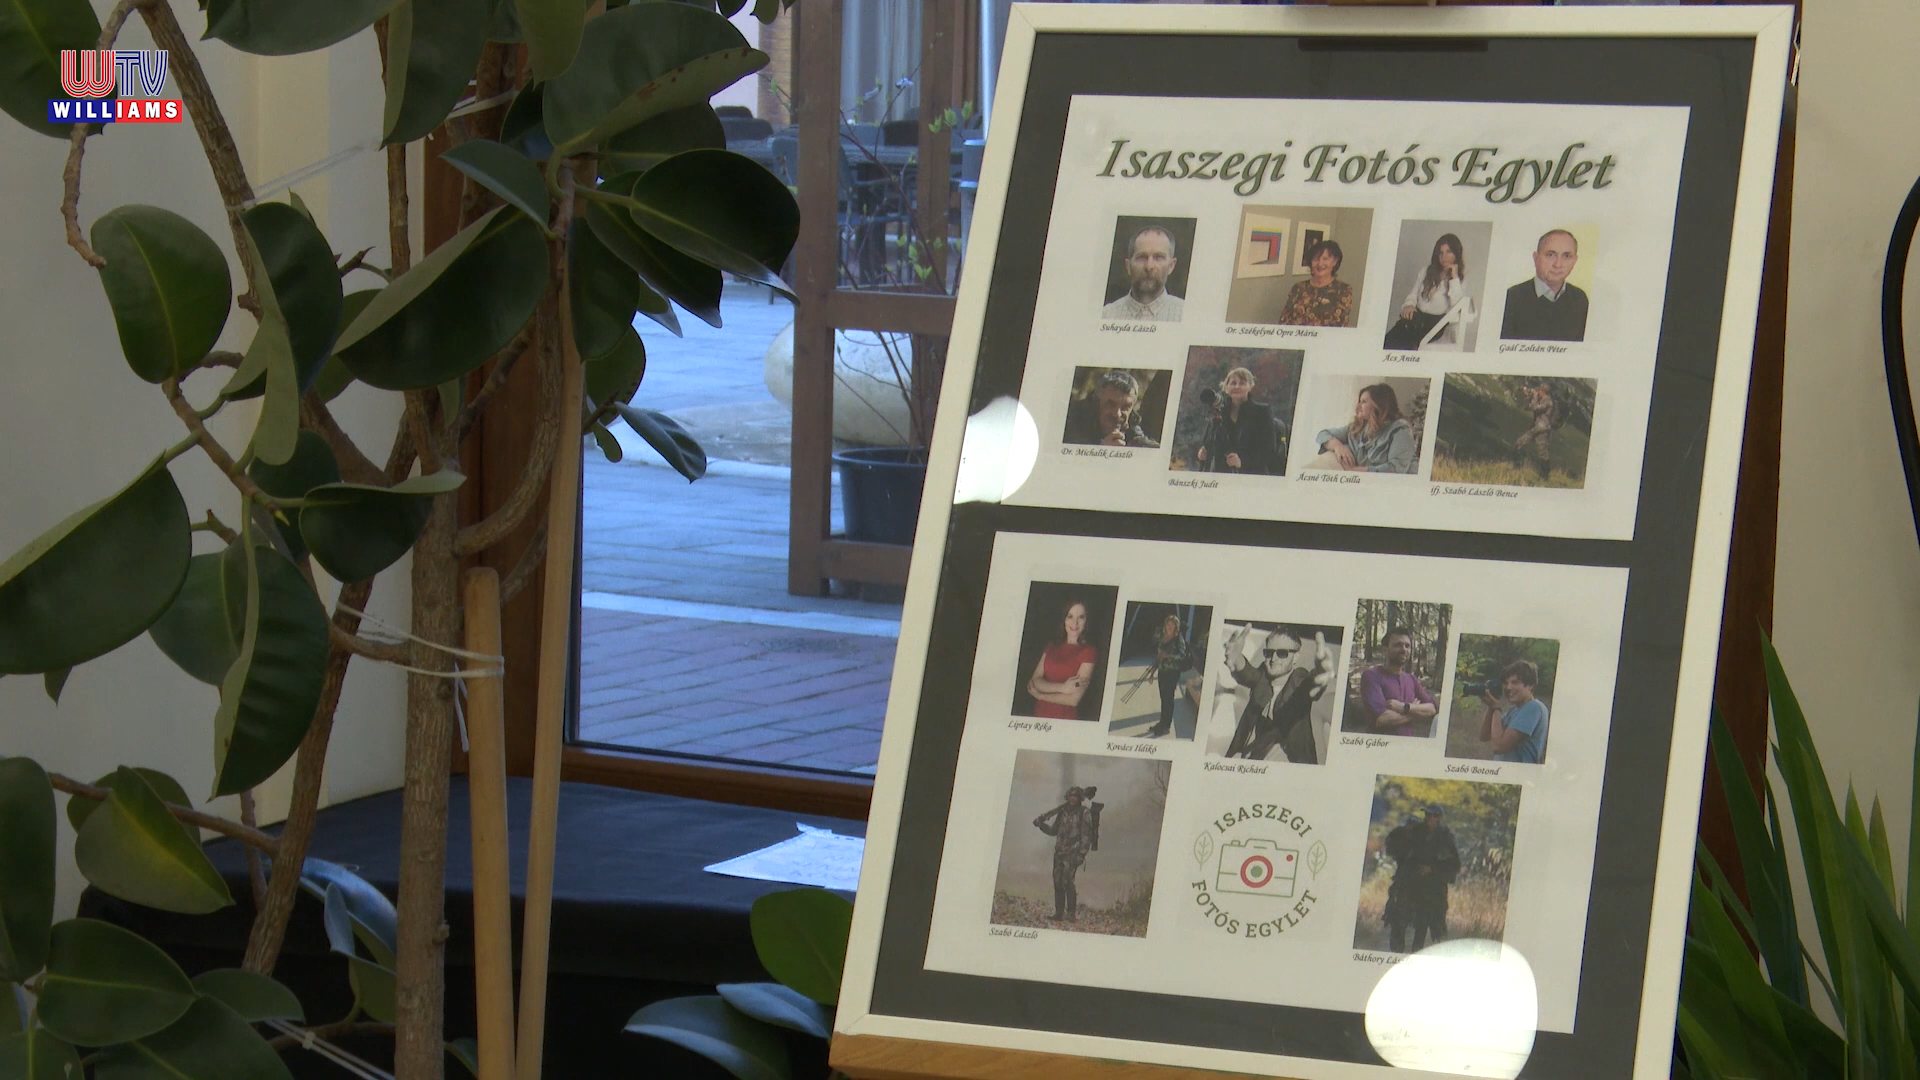 WTV
WILLIAMS
Isaszegi Fotós Egylet
Suhayda László
Dr. Székelyné Opre Mária
Ács Anita
Gaál Zoltán Péter
Dr. Michalik László
Bánszki Judit
Ácsné Tóth Csilla
ifj. Szabó László Bence
Liptay Réka
Kovács Ildikó
Kalocsai Richárd
Szabó Gábor
Szabó Botond
Szabó László
ISASZEGI
FOTÓS EGYLET
Báthory